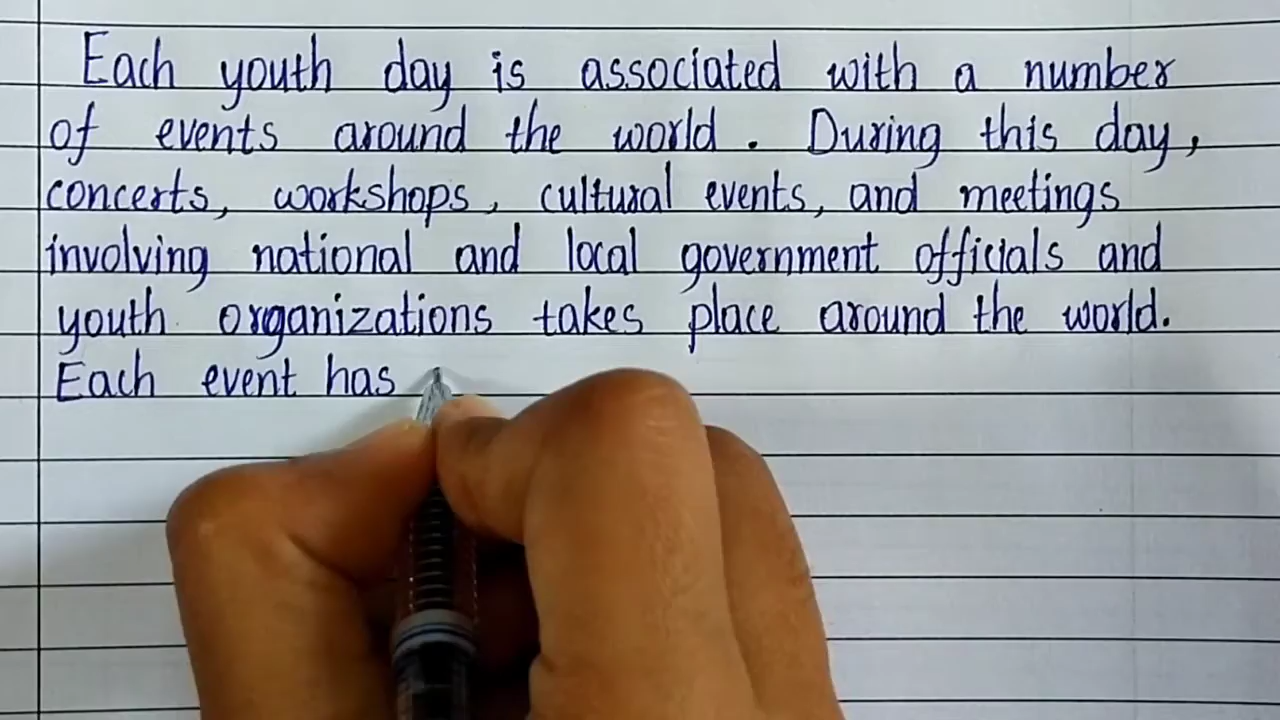 Each youth day is associated with a number
of events around the world. During this day,
concerts, workshops, cultural events, and meetings
involving national and local government officials and
youth organizations takes place around the world.
Each event has